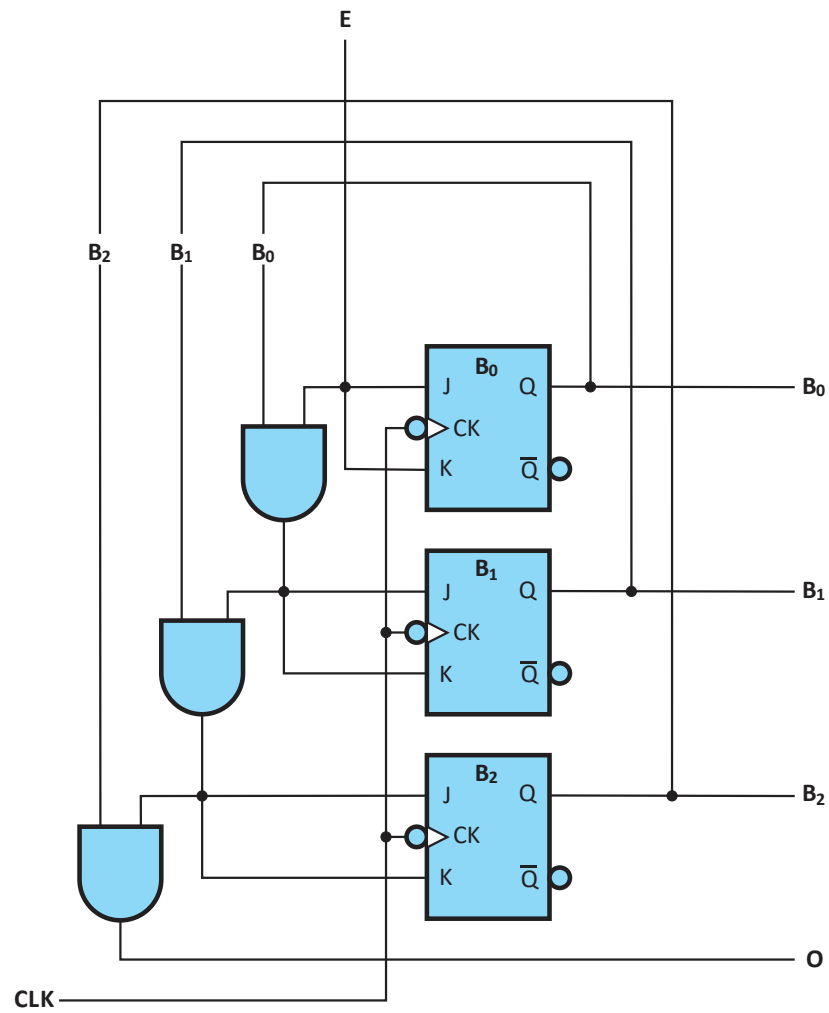 E
B₂ B₁ B₀
B₀
J Q B₀
CK
K Q̅
B₁
J Q B₁
CK
K Q̅
B₂
J Q B₂
CK
K Q̅
O
CLK